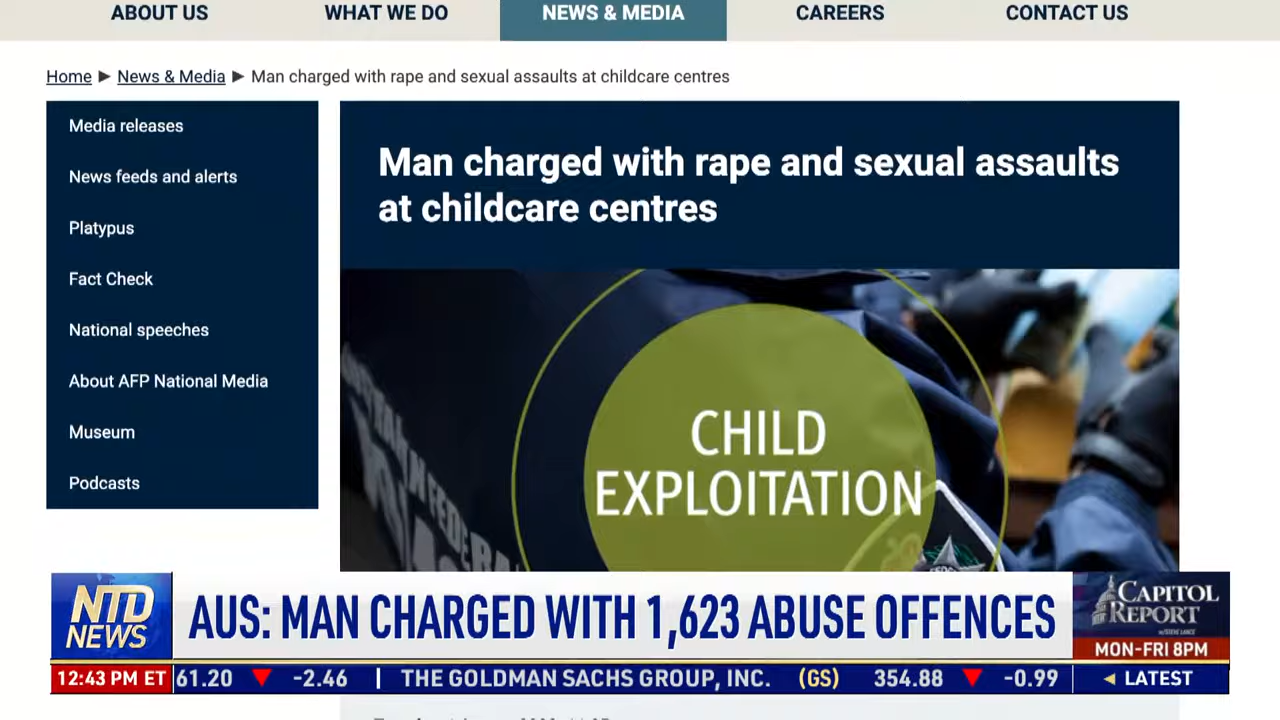 ABOUT US
WHAT WE DO
NEWS & MEDIA
CAREERS
CONTACT US
Home ▶ News & Media ▶ Man charged with rape and sexual assaults at childcare centres
Media releases
News feeds and alerts
Platypus
Fact Check
National speeches
About AFP National Media
Museum
Podcasts
Man charged with rape and sexual assaults
at childcare centres
CHILD
EXPLOITATION
NTD
NEWS
AUS: MAN CHARGED WITH 1,623 ABUSE OFFENCES
CAPITOL
REPORT
WITH STEVE LANCE
MON-FRI 8PM
12:43 PM ET
61.20 ▼ -2.46 | THE GOLDMAN SACHS GROUP, INC. (GS) 354.88 ▼ -0.99
◄ LATEST